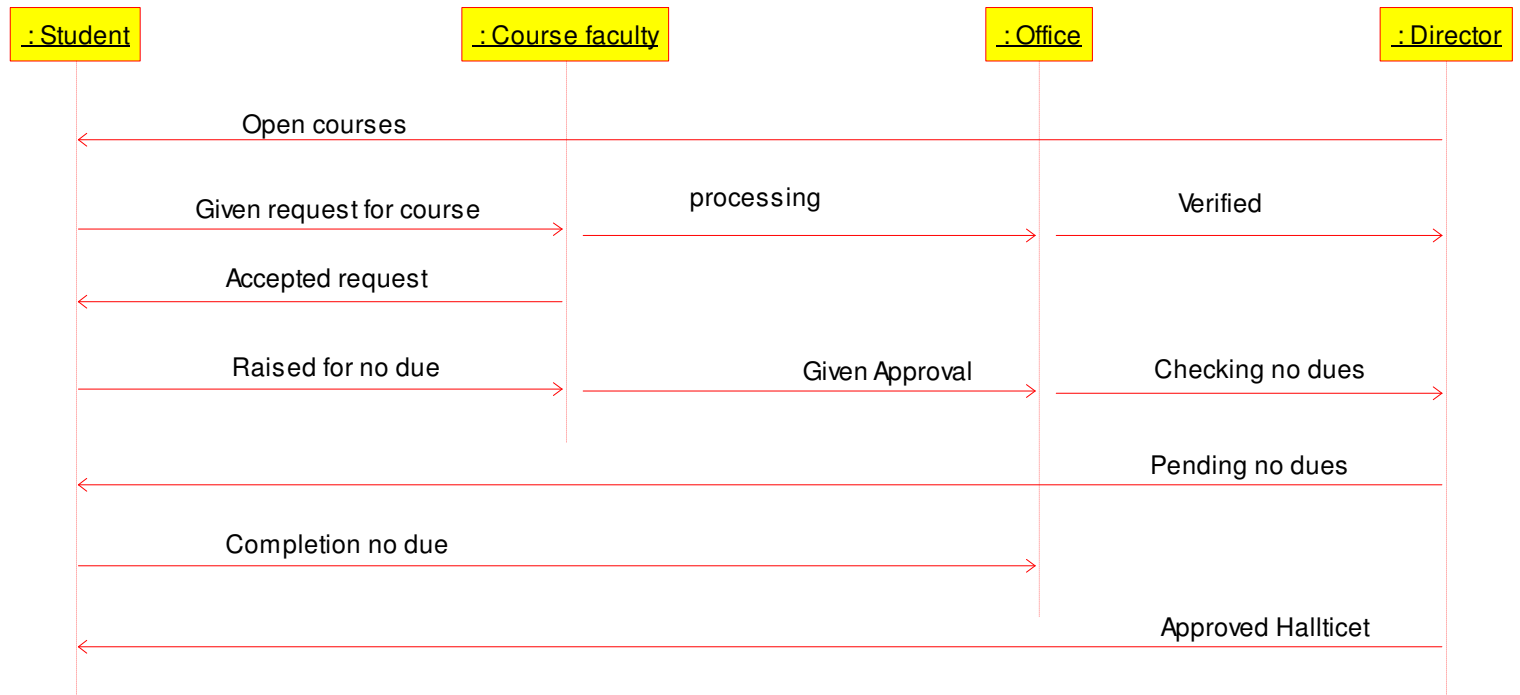 : Student
: Course faculty
: Office
: Director
Open courses
Given request for course
processing
Verified
Accepted request
Raised for no due
Given Approval
Checking no dues
Pending no dues
Completion no due
Approved Hallticet